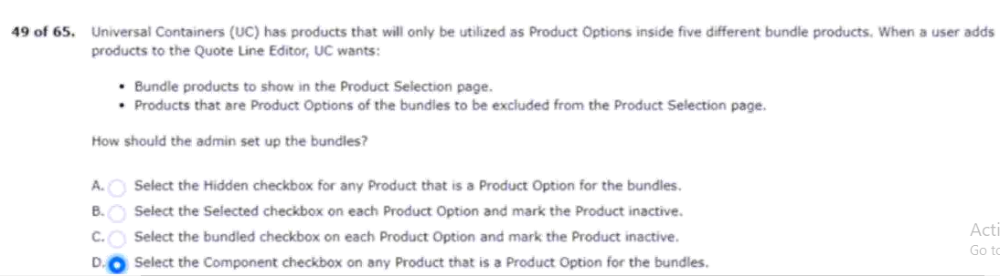 49 of 65. Universal Containers (UC) has products that will only be utilized as Product Options inside five different bundle products. When a user adds
products to the Quote Line Editor, UC wants:
• Bundle products to show in the Product Selection page.
• Products that are Product Options of the bundles to be excluded from the Product Selection page.
How should the admin set up the bundles?
A. Select the Hidden checkbox for any Product that is a Product Option for the bundles.
B. Select the Selected checkbox on each Product Option and mark the Product inactive.
C. Select the bundled checkbox on each Product Option and mark the Product inactive.
Acti
Go to
D. Select the Component checkbox on any Product that is a Product Option for the bundles.